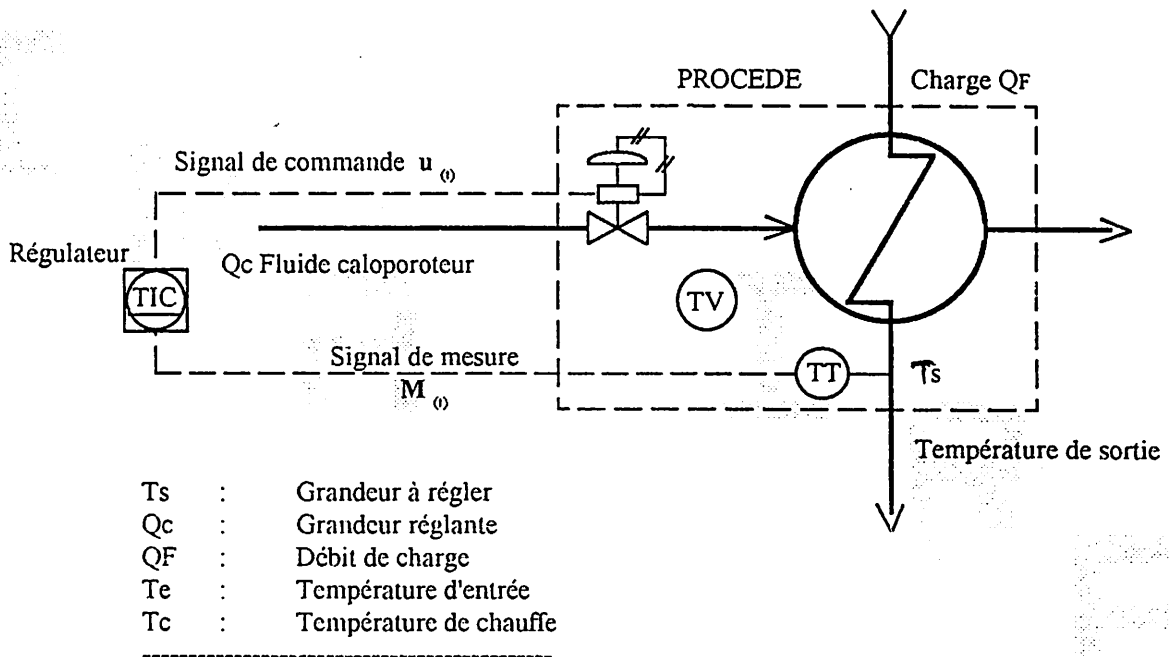 PROCEDE
Charge QF
Signal de commande u (t)
Régulateur
Qc Fluide caloporoteur
TIC
TV
Signal de mesure
M (t)
TT
Ts
Température de sortie
Ts : Grandeur à régler
Qc : Grandeur réglante
QF : Débit de charge
Te : Température d'entrée
Tc : Température de chauffe